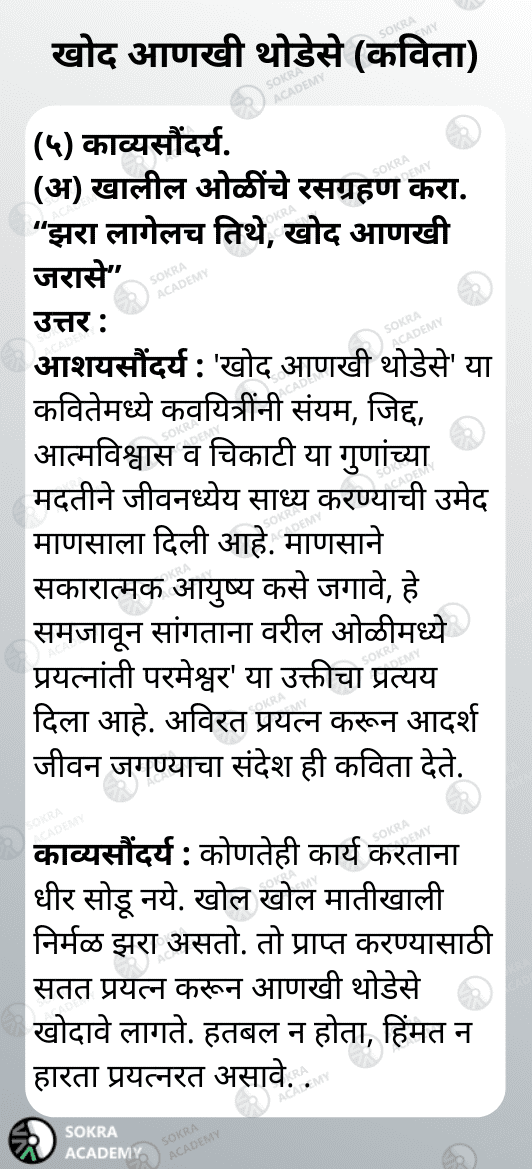 खोद आणखी थोडेसे (कविता)
(५) काव्यसौंदर्य.
(अ) खालील ओळींचे रसग्रहण करा.
“झरा लागेलच तिथे, खोद आणखी
जरासे”
उत्तर :
आशयसौंदर्य : 'खोद आणखी थोडेसे' या
कवितेमध्ये कवयित्रींनी संयम, जिद्द,
आत्मविश्वास व चिकाटी या गुणांच्या
मदतीने जीवनध्येय साध्य करण्याची उमेद
माणसाला दिली आहे. माणसाने
सकारात्मक आयुष्य कसे जगावे, हे
समजावून सांगताना वरील ओळीमध्ये
प्रयत्नांती परमेश्वर' या उक्तीचा प्रत्यय
दिला आहे. अविरत प्रयत्न करून आदर्श
जीवन जगण्याचा संदेश ही कविता देते.
काव्यसौंदर्य : कोणतेही कार्य करताना
धीर सोडू नये. खोल खोल मातीखाली
निर्मळ झरा असतो. तो प्राप्त करण्यासाठी
सतत प्रयत्न करून आणखी थोडेसे
खोदावे लागते. हतबल न होता, हिंमत न
हारता प्रयत्नरत असावे. .
SOKRA
ACADEMY